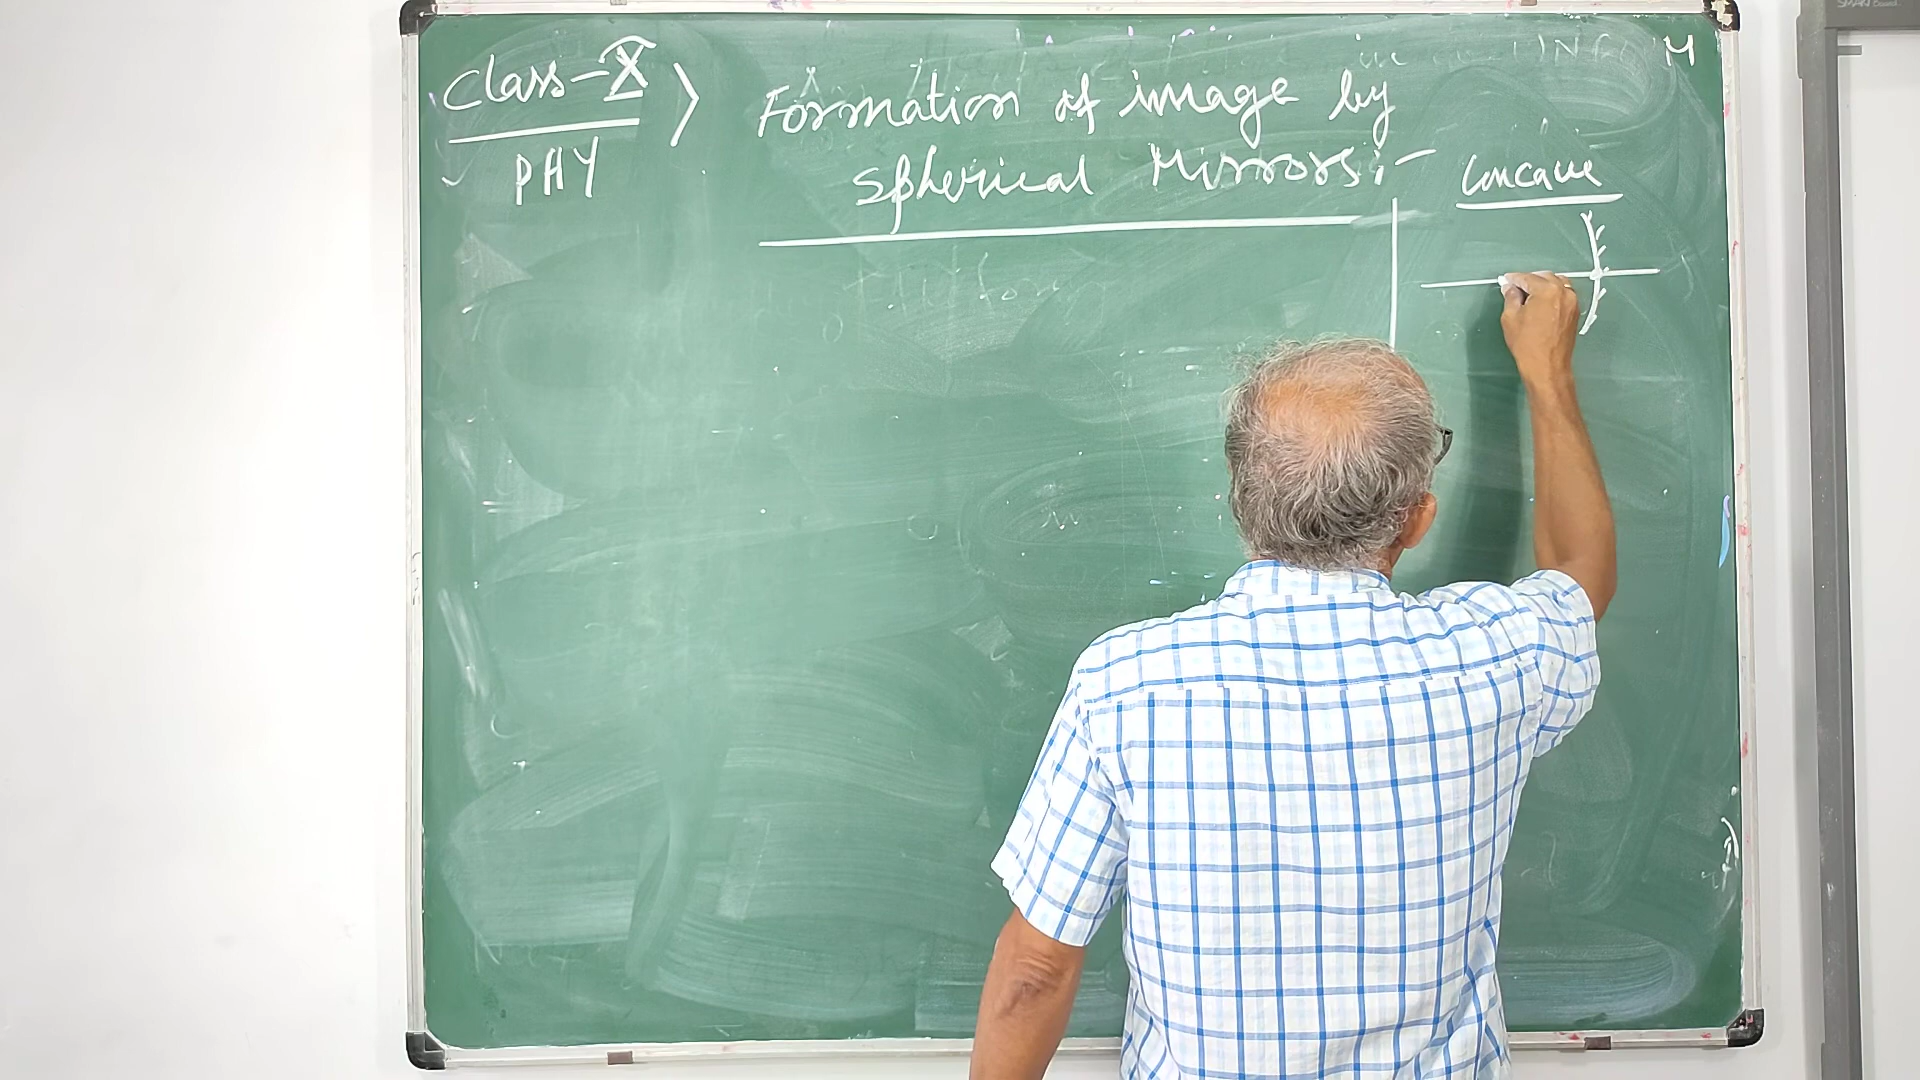 Class-X
PHY
Formation of image by
Spherical Mirrors:-
Concave